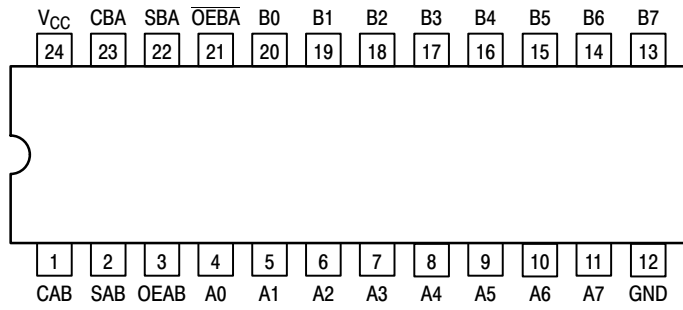 VCC CBA SBA O̅E̅B̅A̅ B0 B1 B2 B3 B4 B5 B6 B7
24 23 22 21 20 19 18 17 16 15 14 13
1 2 3 4 5 6 7 8 9 10 11 12
CAB SAB OEAB A0 A1 A2 A3 A4 A5 A6 A7 GND